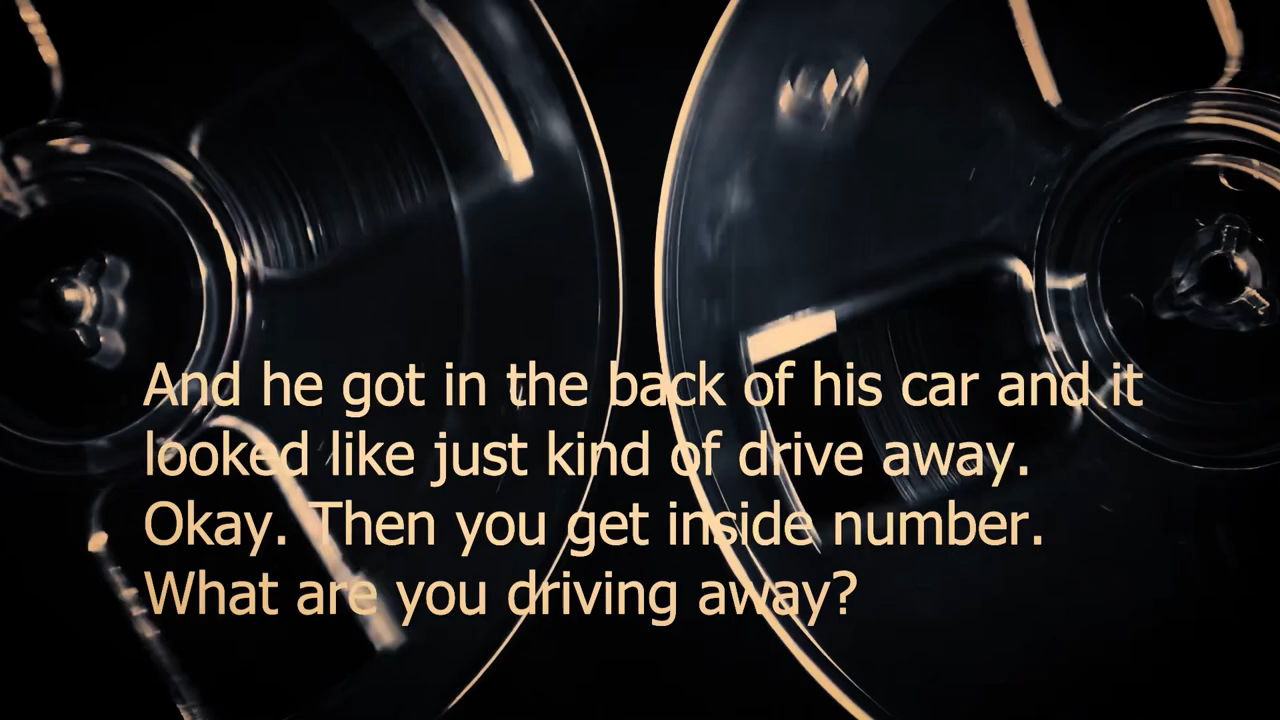 And he got in the back of his car and it
looked like just kind of drive away.
Okay. Then you get inside number.
What are you driving away?